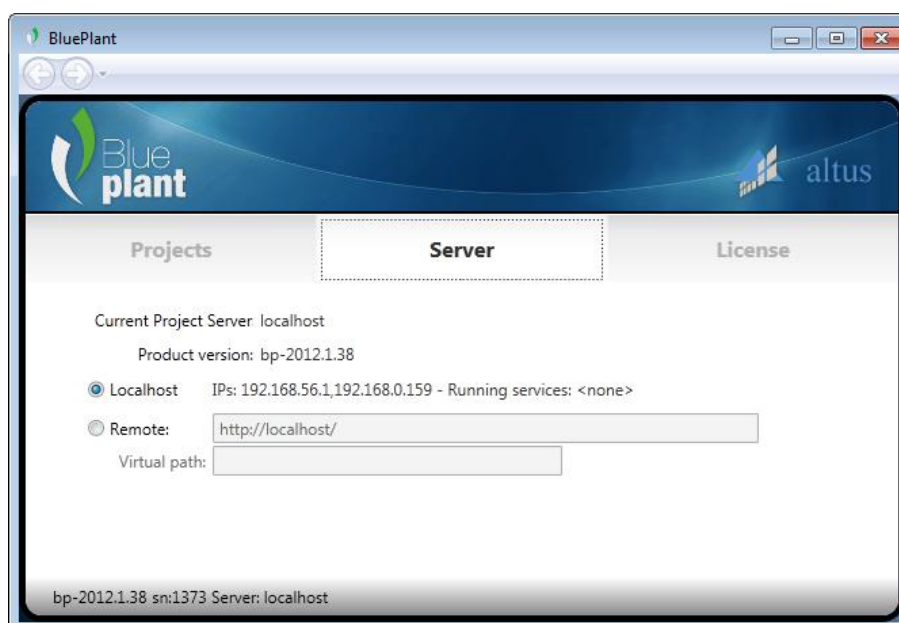 BluePlant
Blue
plant
altus
Projects Server License
Current Project Server localhost
Product version: bp-2012.1.38
Localhost IPs: 192.168.56.1,192.168.0.159 - Running services: <none>
Remote: http://localhost/
Virtual path:
bp-2012.1.38 sn:1373 Server: localhost